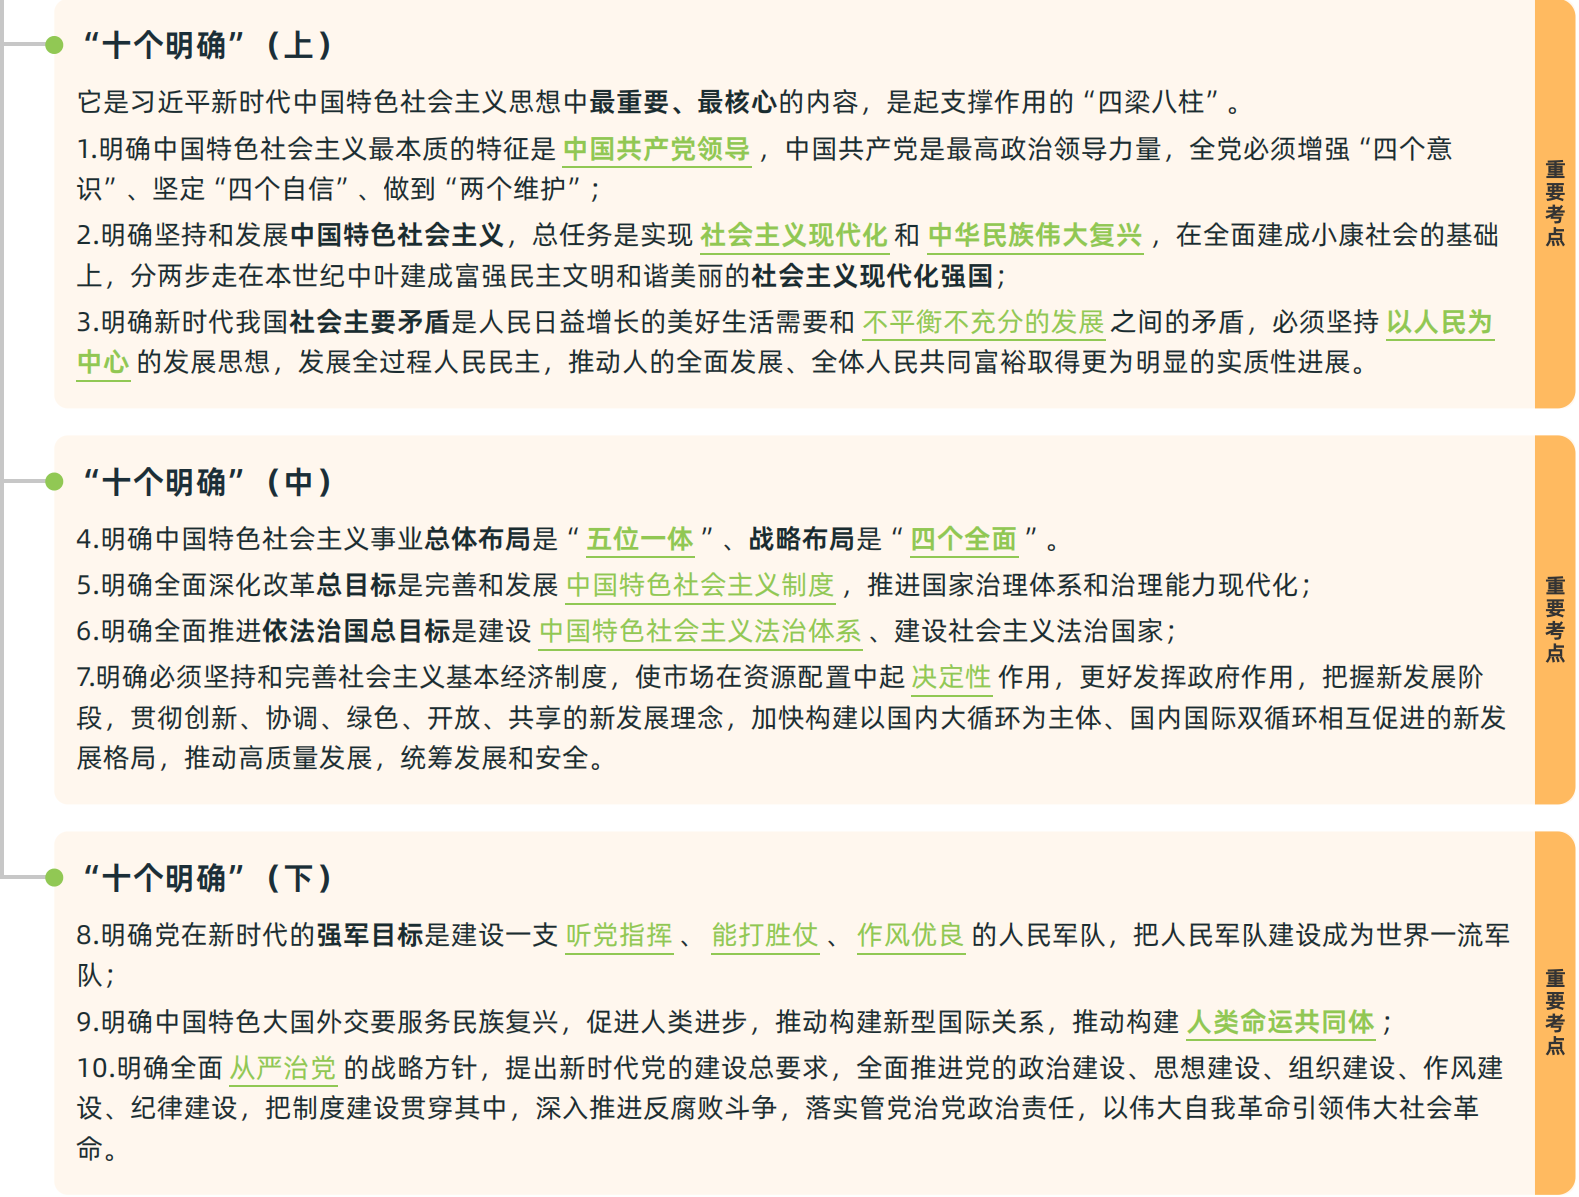 “十个明确”(上)
它是习近平新时代中国特色社会主义思想中最重要、最核心的内容，是起支撑作用的“四梁八柱”。
1.明确中国特色社会主义最本质的特征是 中国共产党领导 ，中国共产党是最高政治领导力量，全党必须增强“四个意
识”、坚定“四个自信”、做到“两个维护”；
2.明确坚持和发展中国特色社会主义，总任务是实现 社会主义现代化 和 中华民族伟大复兴 ，在全面建成小康社会的基础
上，分两步走在本世纪中叶建成富强民主文明和谐美丽的社会主义现代化强国；
3.明确新时代我国社会主要矛盾是人民日益增长的美好生活需要和 不平衡不充分的发展 之间的矛盾，必须坚持 以人民为
中心 的发展思想，发展全过程人民民主，推动人的全面发展、全体人民共同富裕取得更为明显的实质性进展。
重要考点
“十个明确”(中)
4.明确中国特色社会主义事业总体布局是“ 五位一体 ”、战略布局是“ 四个全面 ”。
5.明确全面深化改革总目标是完善和发展 中国特色社会主义制度 ，推进国家治理体系和治理能力现代化；
6.明确全面推进依法治国总目标是建设 中国特色社会主义法治体系 、建设社会主义法治国家；
7.明确必须坚持和完善社会主义基本经济制度，使市场在资源配置中起 决定性 作用，更好发挥政府作用，把握新发展阶
段，贯彻创新、协调、绿色、开放、共享的新发展理念，加快构建以国内大循环为主体、国内国际双循环相互促进的新发
展格局，推动高质量发展，统筹发展和安全。
重要考点
“十个明确”(下)
8.明确党在新时代的强军目标是建设一支 听党指挥 、 能打胜仗 、 作风优良 的人民军队，把人民军队建设成为世界一流军
队；
9.明确中国特色大国外交要服务民族复兴，促进人类进步，推动构建新型国际关系，推动构建 人类命运共同体 ；
10.明确全面 从严治党 的战略方针，提出新时代党的建设总要求，全面推进党的政治建设、思想建设、组织建设、作风建
设、纪律建设，把制度建设贯穿其中，深入推进反腐败斗争，落实管党治党政治责任，以伟大自我革命引领伟大社会革
命。
重要考点